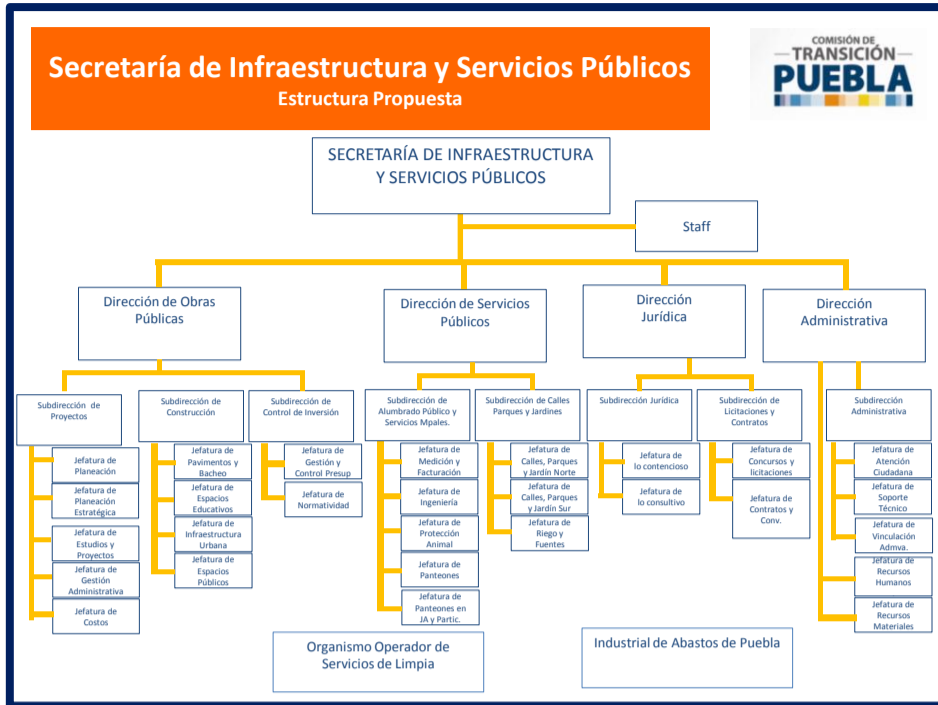 Secretaría de Infraestructura y Servicios Públicos
Estructura Propuesta
COMISIÓN DE
TRANSICIÓN
PUEBLA
SECRETARÍA DE INFRAESTRUCTURA
Y SERVICIOS PÚBLICOS
Staff
Dirección de Obras
Públicas
Dirección de Servicios
Públicos
Dirección
Jurídica
Dirección
Administrativa
Subdirección de
Proyectos
Subdirección de
Construcción
Subdirección de
Control de Inversión
Subdirección de
Alumbrado Público y
Servicios Mpales.
Subdirección de Calles
Parques y Jardines
Subdirección Jurídica
Subdirección de
Licitaciones y
Contratos
Subdirección
Administrativa
Jefatura de
Planeación
Jefatura de
Planeación
Estratégica
Jefatura de
Estudios y
Proyectos
Jefatura de
Gestión
Administrativa
Jefatura de
Costos
Jefatura de
Pavimentos y
Bacheo
Jefatura de
Espacios
Educativos
Jefatura de
Infraestructura
Urbana
Jefatura de
Espacios
Públicos
Jefatura de
Gestión y
Control Presup
Jefatura de
Normatividad
Jefatura de
Medición y
Facturación
Jefatura de
Ingeniería
Jefatura de
Protección
Animal
Jefatura de
Panteones
Jefatura de
Panteones en
JA y Partic.
Jefatura de
Calles, Parques
y Jardín Norte
Jefatura de
Calles, Parques
y Jardín Sur
Jefatura de
Riego y
Fuentes
Jefatura de
lo contencioso
Jefatura de
lo consultivo
Jefatura de
Concursos y
licitaciones
Jefatura de
Contratos y
Conv.
Jefatura de
Atención
Ciudadana
Jefatura de
Soporte
Técnico
Jefatura de
Vinculación
Admva.
Jefatura de
Recursos
Humanos
Jefatura de
Recursos
Materiales
Organismo Operador de
Servicios de Limpia
Industrial de Abastos de Puebla